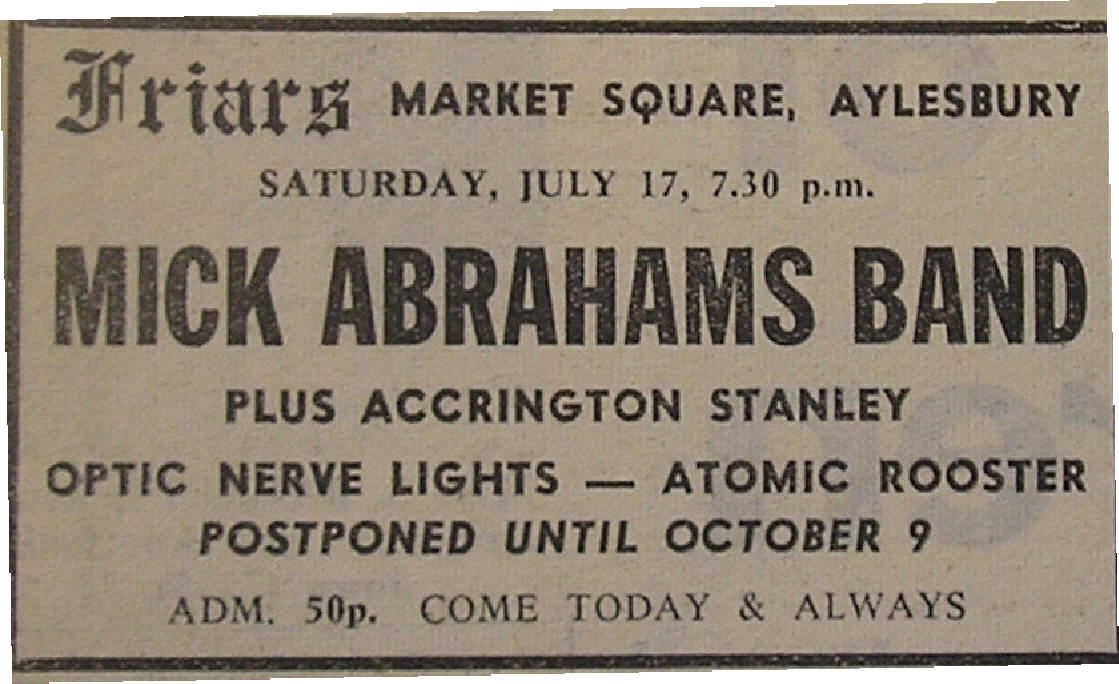 Friars MARKET SQUARE, AYLESBURY
SATURDAY, JULY 17, 7.30 p.m.
MICK ABRAHAMS BAND
PLUS ACCRINGTON STANLEY
OPTIC NERVE LIGHTS — ATOMIC ROOSTER
POSTPONED UNTIL OCTOBER 9
ADM. 50p. COME TODAY & ALWAYS